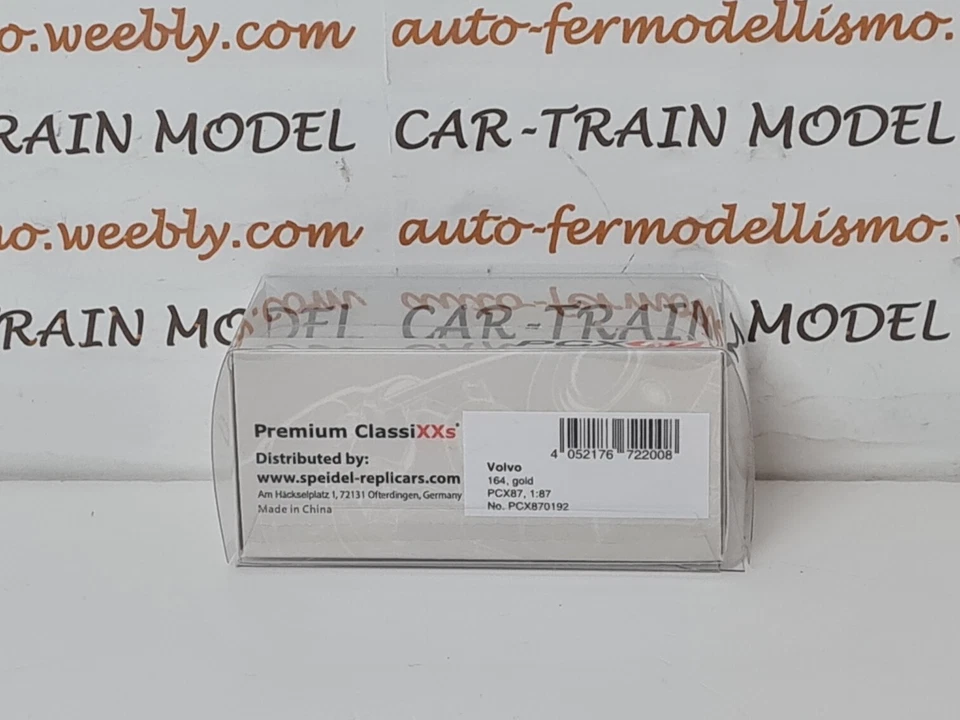 o.weebly.com auto-fermodellismo.
RAIN MODEL CAR-TRAIN MODEL
no.weebly.com auto-fermodellismo.
RAIN MODEL CAR-TRAIN MODEL
Premium ClassiXXs
Distributed by:
www.speidel-replicars.com
Am Häckselplatz 1, 72131 Ofterdingen, Germany
Made in China
4 052176 722008
Volvo
164, gold
PCX87, 1:87
No. PCX870192